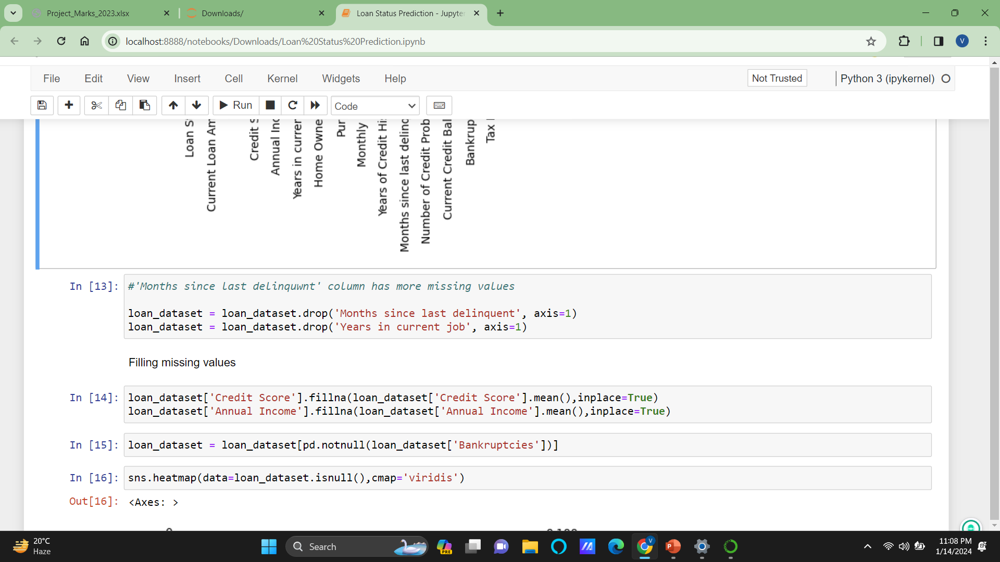 Project_Marks_2023.xlsx
Downloads/
Loan Status Prediction - Jupyter
localhost:8888/notebooks/Downloads/Loan%20Status%20Prediction.ipynb
V
File Edit View Insert Cell Kernel Widgets Help
Not Trusted
Python 3 (ipykernel)
Run
Code
Loan S
Current Loan Am
Credit S
Annual Inc
Years in curren
Home Owne
Pur
Monthly
Years of Credit Hi
Months since last delinq
Number of Credit Prob
Current Credit Bal
Bankrup
Tax
In [13]:
#'Months since last delinquwnt' column has more missing values
loan_dataset = loan_dataset.drop('Months since last delinquent', axis=1)
loan_dataset = loan_dataset.drop('Years in current job', axis=1)
Filling missing values
In [14]:
loan_dataset['Credit Score'].fillna(loan_dataset['Credit Score'].mean(),inplace=True)
loan_dataset['Annual Income'].fillna(loan_dataset['Annual Income'].mean(),inplace=True)
In [15]:
loan_dataset = loan_dataset[pd.notnull(loan_dataset['Bankruptcies'])]
In [16]:
sns.heatmap(data=loan_dataset.isnull(),cmap='viridis')
Out[16]:
<Axes: >
20°C
Haze
Search
PRE
V
P
11:08 PM
1/14/2024